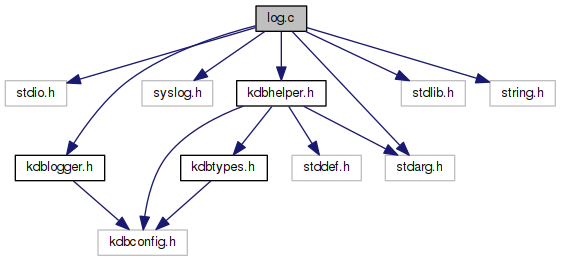 log.c
stdio.h
syslog.h
kdbhelper.h
stdlib.h
string.h
kdblogger.h
kdbtypes.h
stddef.h
stdarg.h
kdbconfig.h